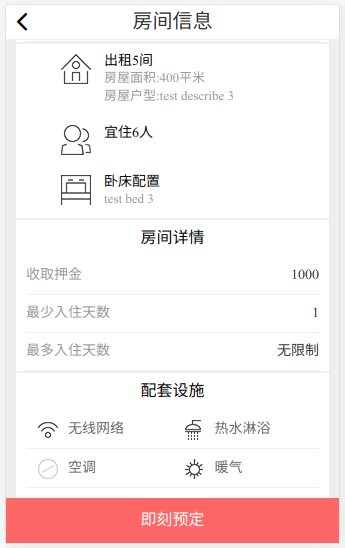 房间信息
出租5间
房屋面积:400平米
房屋户型:test describe 3
宜住6人
卧床配置
test bed 3
房间详情
收取押金 1000
最少入住天数 1
最多入住天数 无限制
配套设施
无线网络 热水淋浴
空调 暖气
即刻预定